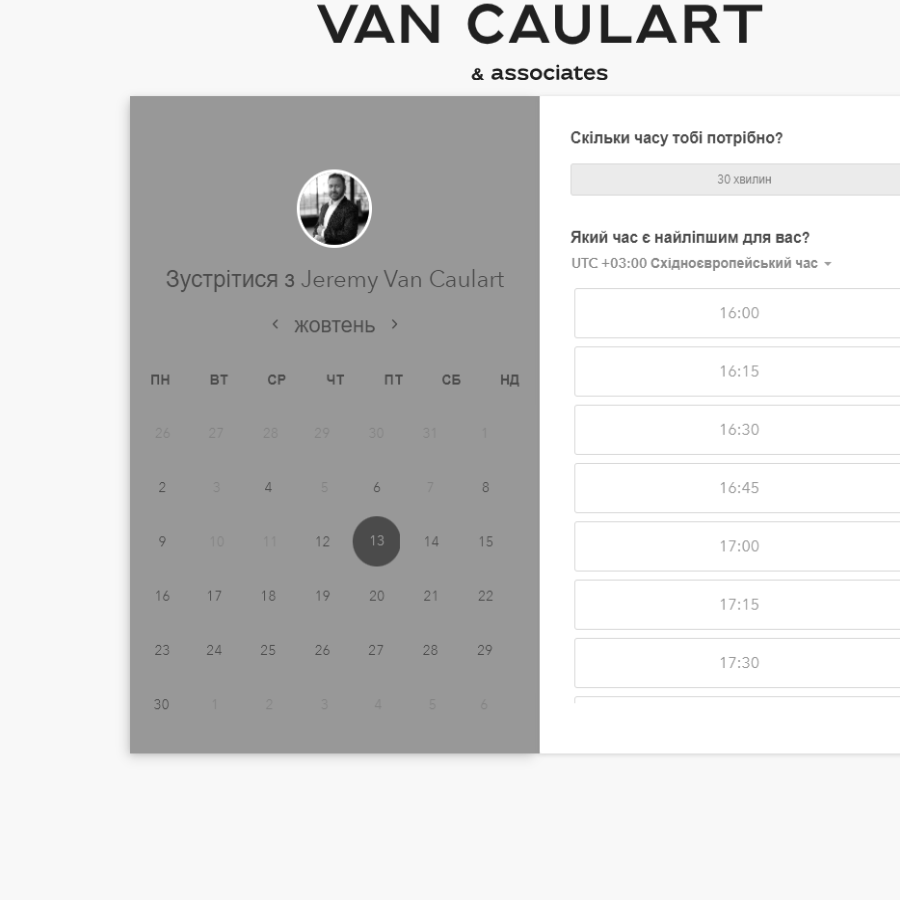 VAN CAULART
& associates
Зустрітися з Jeremy Van Caulart
жовтень
ПН ВТ СР ЧТ ПТ СБ НД
26 27 28 29 30 31 1
2 3 4 5 6 7 8
9 10 11 12 13 14 15
16 17 18 19 20 21 22
23 24 25 26 27 28 29
30 1 2 3 4 5 6
Скільки часу тобі потрібно?
30 хвилин
Який час є найліпшим для вас?
UTC +03:00 Східноєвропейський час
16:00
16:15
16:30
16:45
17:00
17:15
17:30